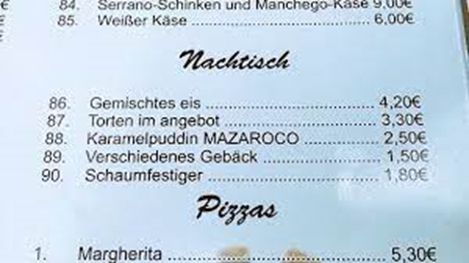 84. Serrano-Schinken und Manchego-Käse 9,00€
85. Weißer Käse ........................................ 6,00€
Nachtisch
86. Gemischtes eis ................................... 4,20€
87. Torten im angebot ............................... 3,30€
88. Karamelpuddin MAZAROCO ............... 2,50€
89. Verschiedenes Gebäck ....................... 1,50€
90. Schaumfestiger .................................. 1,80€
Pizzas
1. Margherita ........................................ 5,30€